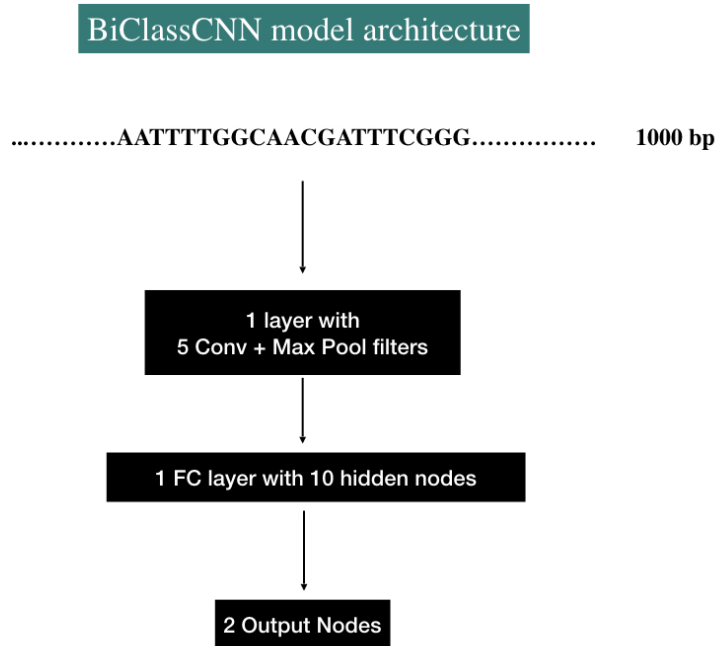 BiClassCNN model architecture
...............AATTTTGGCAACGATTTCGGG................ 1000 bp
1 layer with
5 Conv + Max Pool filters
1 FC layer with 10 hidden nodes
2 Output Nodes